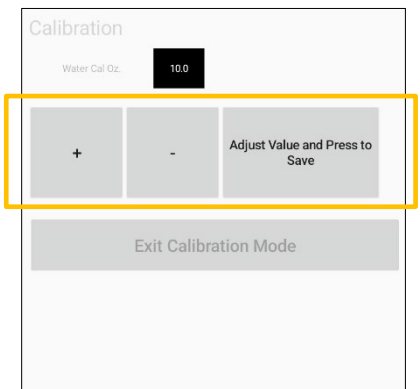 Calibration
Water Cal Oz.  10.0
+  -  Adjust Value and Press to
Save
Exit Calibration Mode